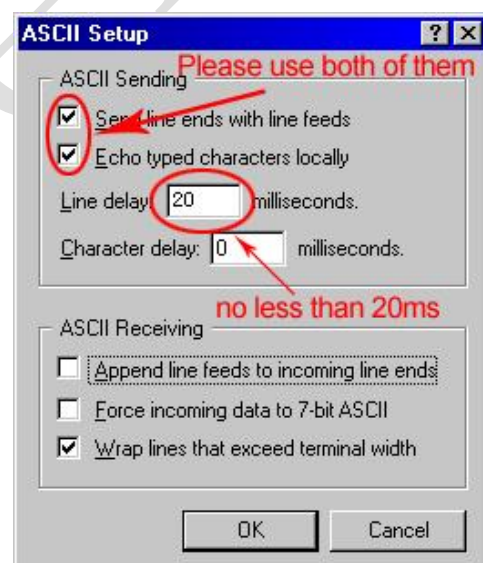 ASCII Setup
Please use both of them
ASCII Sending
Send line ends with line feeds
Echo typed characters locally
Line delay: 20 milliseconds.
Character delay: 0 milliseconds.
no less than 20ms
ASCII Receiving
Append line feeds to incoming line ends
Force incoming data to 7-bit ASCII
Wrap lines that exceed terminal width
OK Cancel